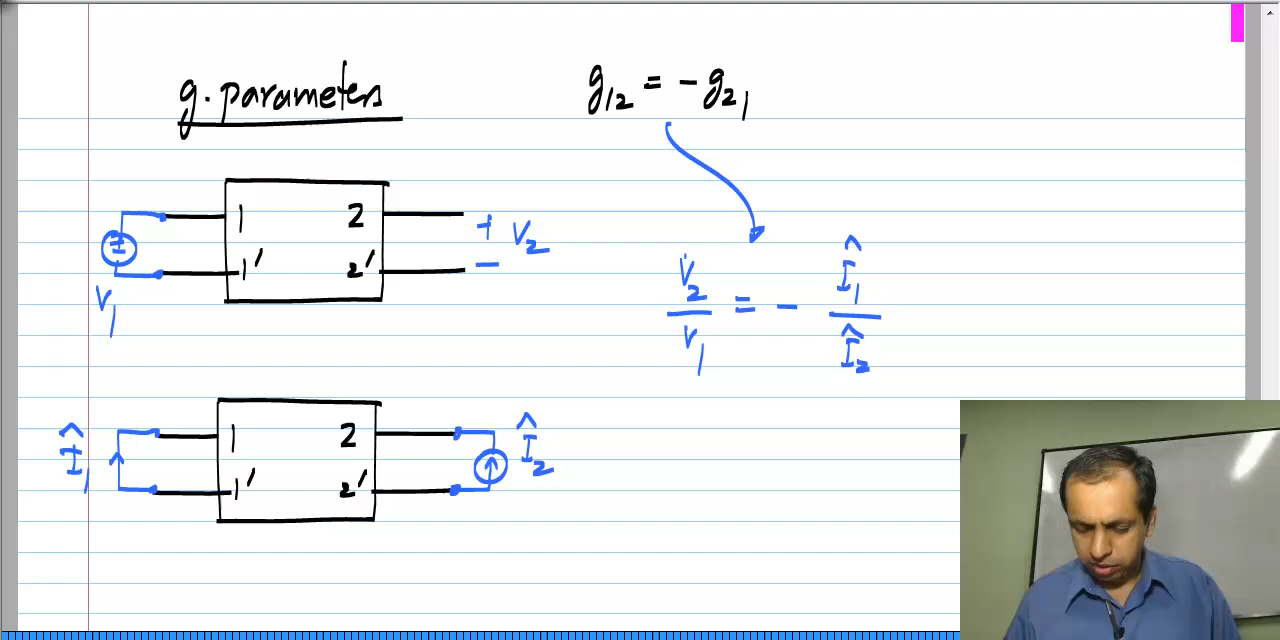 g. parameters
g₁₂ = - g₂₁
1 2
1' 2'
+ V₂ -
V₁
V₂ / V₁ = - Î₁ / Î₂
1 2
1' 2'
Î₁ Î₂